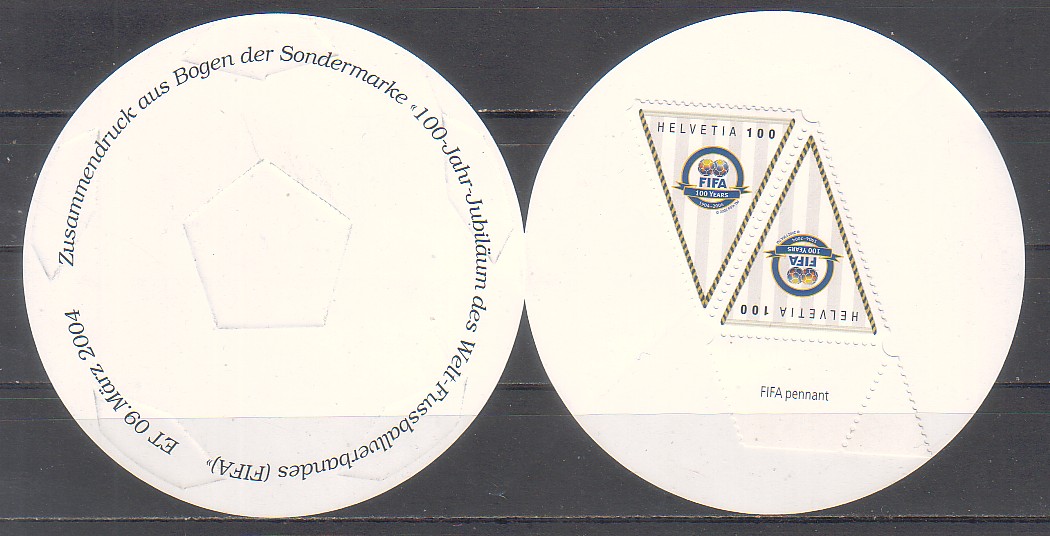 Zusammendruck aus Bogen der Sondermarke «100-Jahr-Jubiläum des Welt-Fussballverbandes (FIFA)»
ET 09.März 2004
HELVETIA 100
FIFA
100 YEARS
1904-2004
HELVETIA 100
FIFA
100 YEARS
1904-2004
FIFA pennant